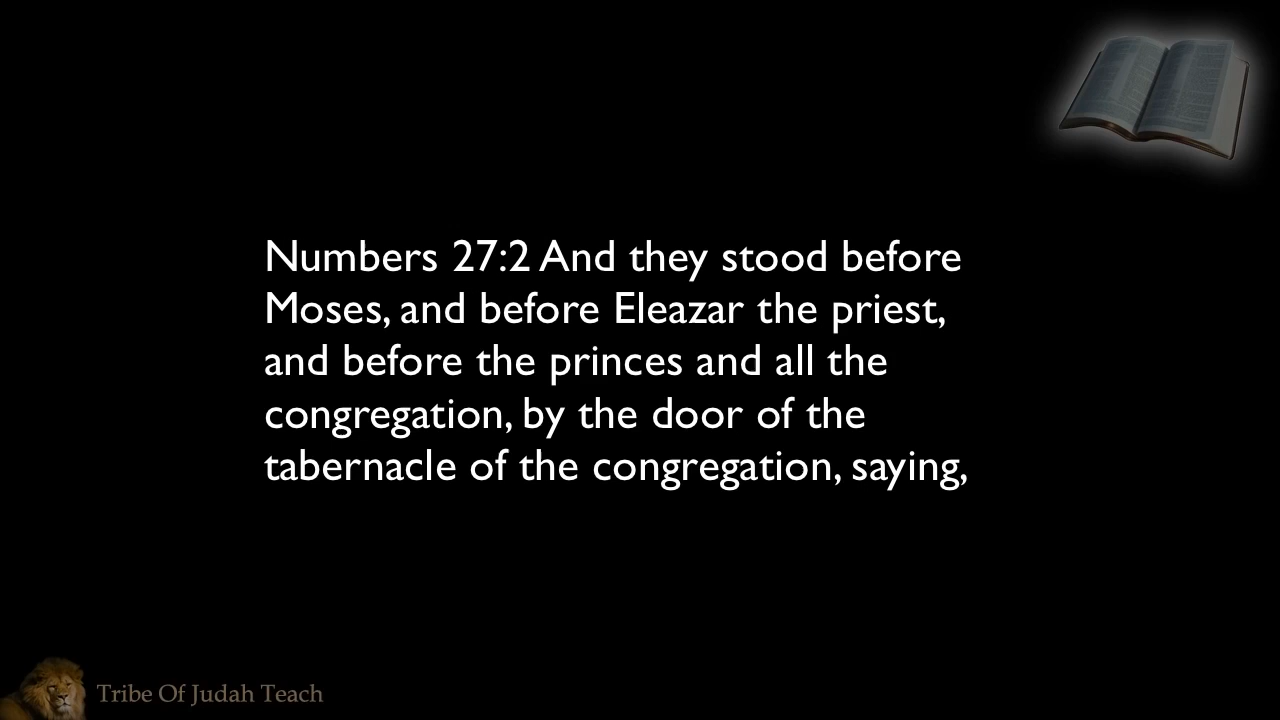 Numbers 27:2 And they stood before
Moses, and before Eleazar the priest,
and before the princes and all the
congregation, by the door of the
tabernacle of the congregation, saying,
Tribe Of Judah Teach